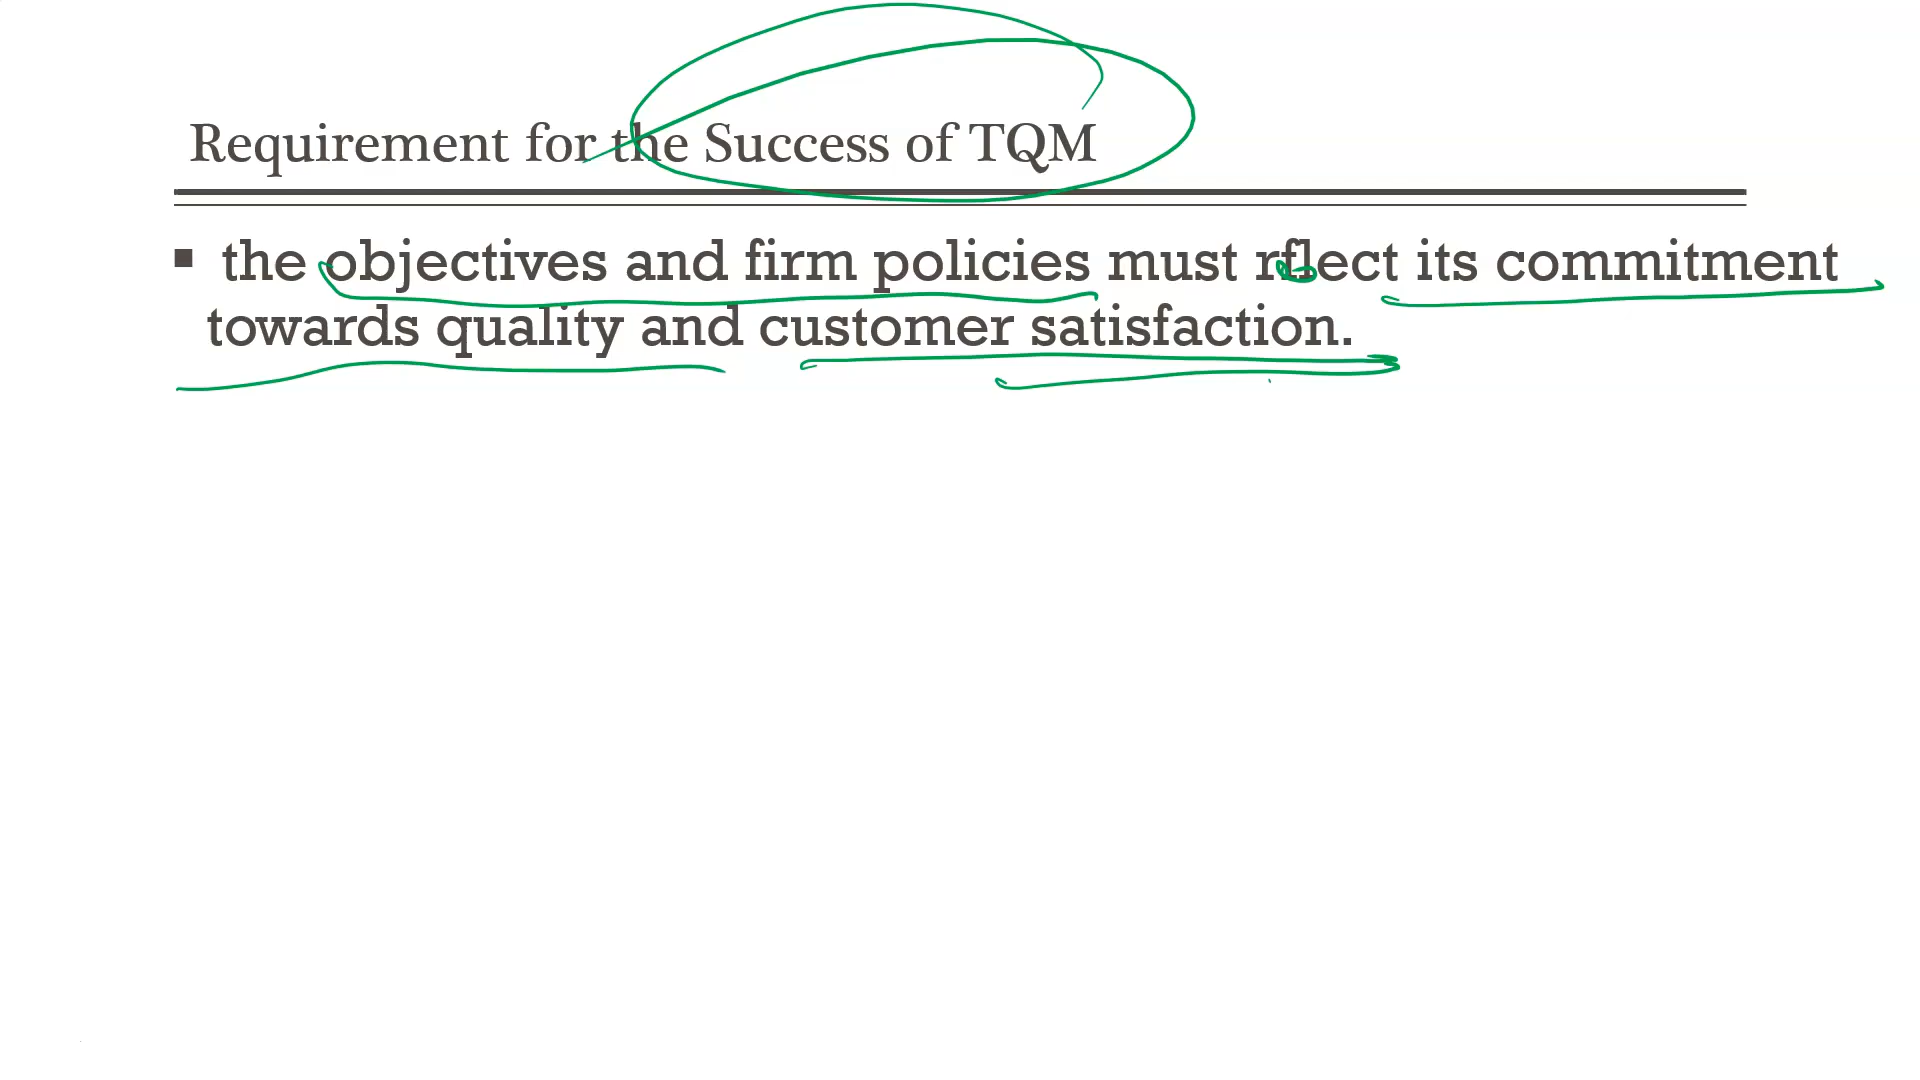 Requirement for the Success of TQM
▪ the objectives and firm policies must rflect its commitment
towards quality and customer satisfaction.